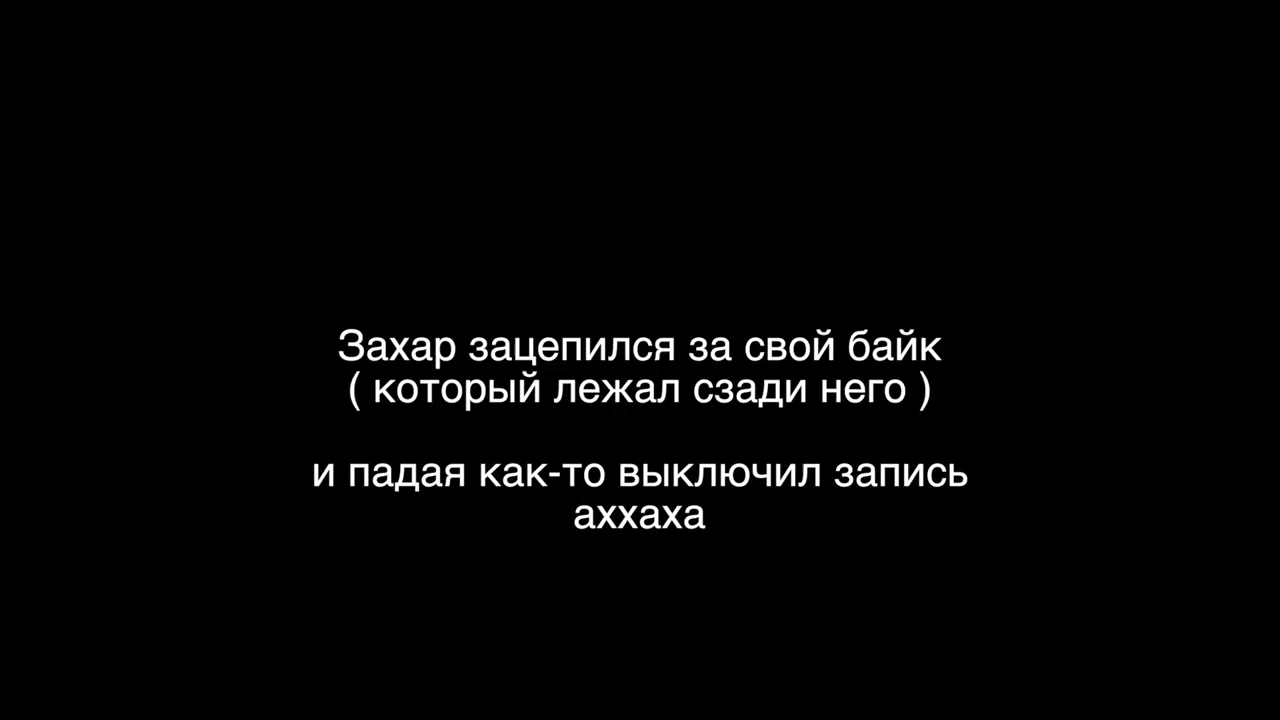 Захар зацепился за свой байк
( который лежал сзади него )
и падая как-то выключил запись
аххаха